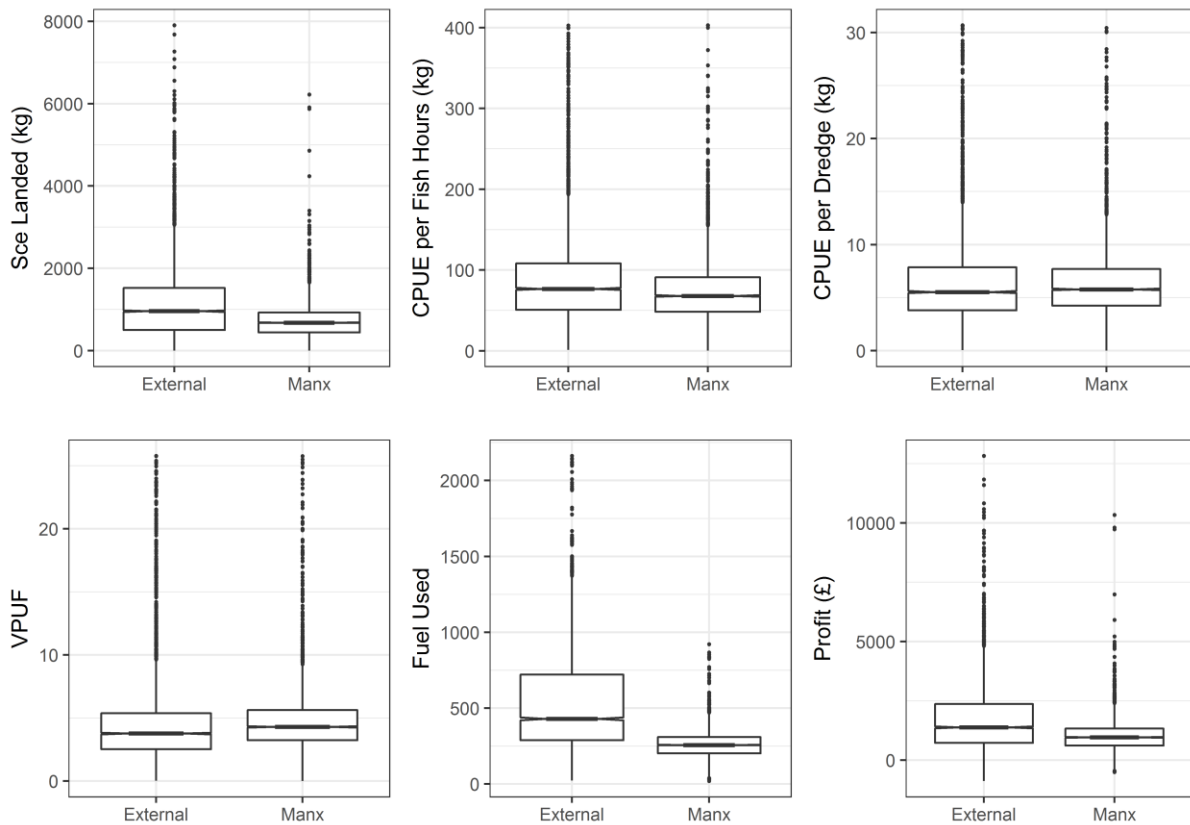 Sce Landed (kg)
8000
6000
4000
2000
0
External Manx
CPUE per Fish Hours (kg)
400
300
200
100
0
External Manx
CPUE per Dredge (kg)
30
20
10
0
External Manx
VPUF
20
10
0
External Manx
Fuel Used
2000
1500
1000
500
0
External Manx
Profit (£)
10000
5000
0
External Manx